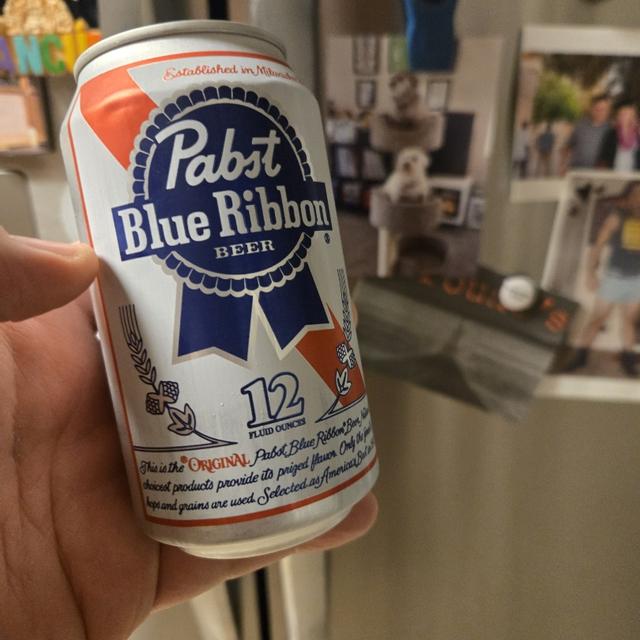 Established in Milwaukee
Pabst
Blue Ribbon®
BEER
12
FLUID OUNCES
This is the ORIGINAL Pabst Blue Ribbon® Beer.
choicest products provide its prized flavor. Only the
hops and grains are used. Selected as America's Best
ANCI